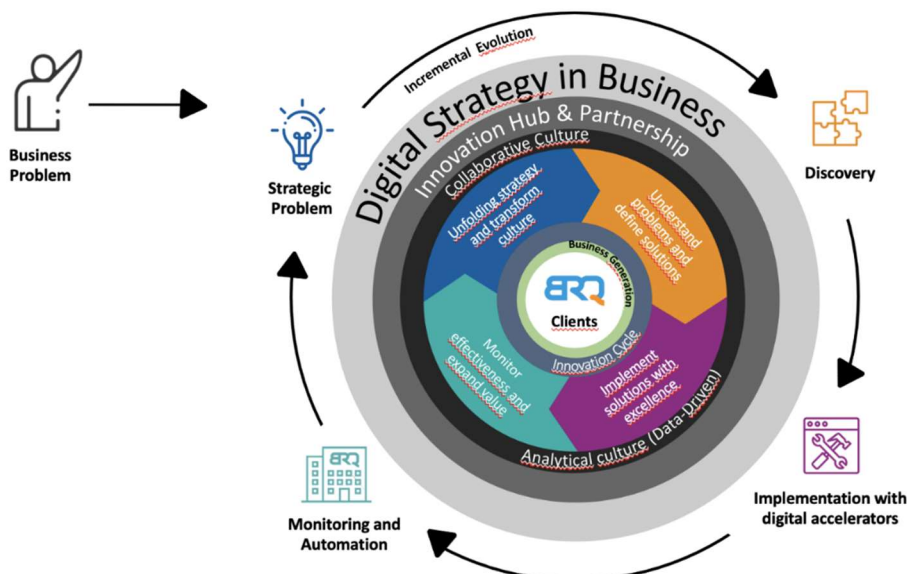 Business
Problem
Strategic
Problem
Incremental Evolution
Discovery
Implementation with
digital accelerators
BRQ
Monitoring and
Automation
Digital Strategy in Business
Innovation Hub & Partnership
Collaborative Culture
Unfolding strategy
and transform
culture
Understand
problems and
define solutions
Implement
solutions with
excellence
Monitor
effectiveness and
expand value
Analytical culture (Data-Driven)
Business Generation
Innovation Cycle
BRQ
Clients